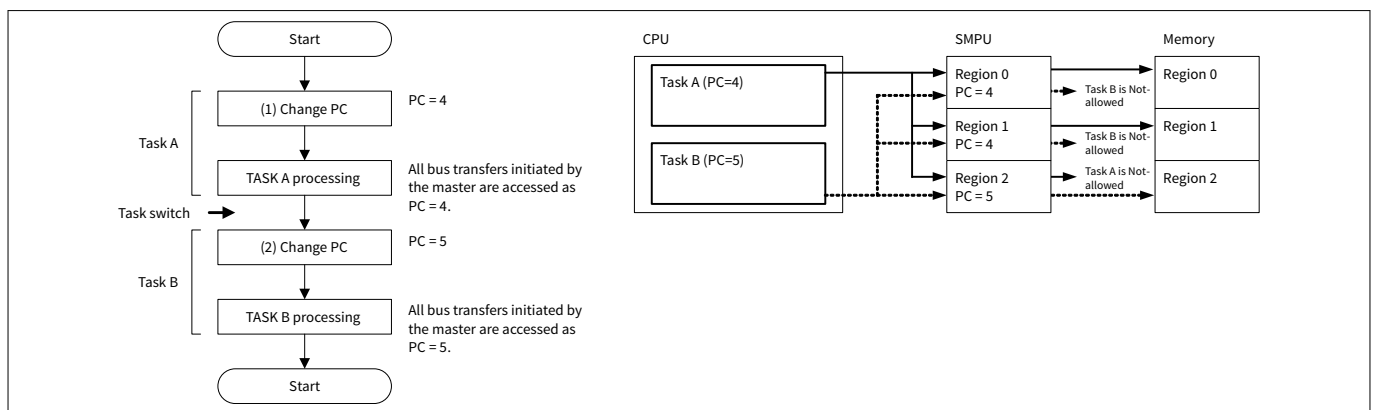 Start
(1) Change PC
PC = 4
Task A
TASK A processing
All bus transfers initiated by
the master are accessed as
PC = 4.
Task switch
(2) Change PC
PC = 5
Task B
TASK B processing
All bus transfers initiated by
the master are accessed as
PC = 5.
Start
CPU
Task A (PC=4)
Task B (PC=5)
SMPU
Region 0
PC = 4
Task B is Not-
allowed
Region 1
PC = 4
Task B is Not-
allowed
Region 2
PC = 5
Task A is Not-
allowed
Memory
Region 0
Region 1
Region 2